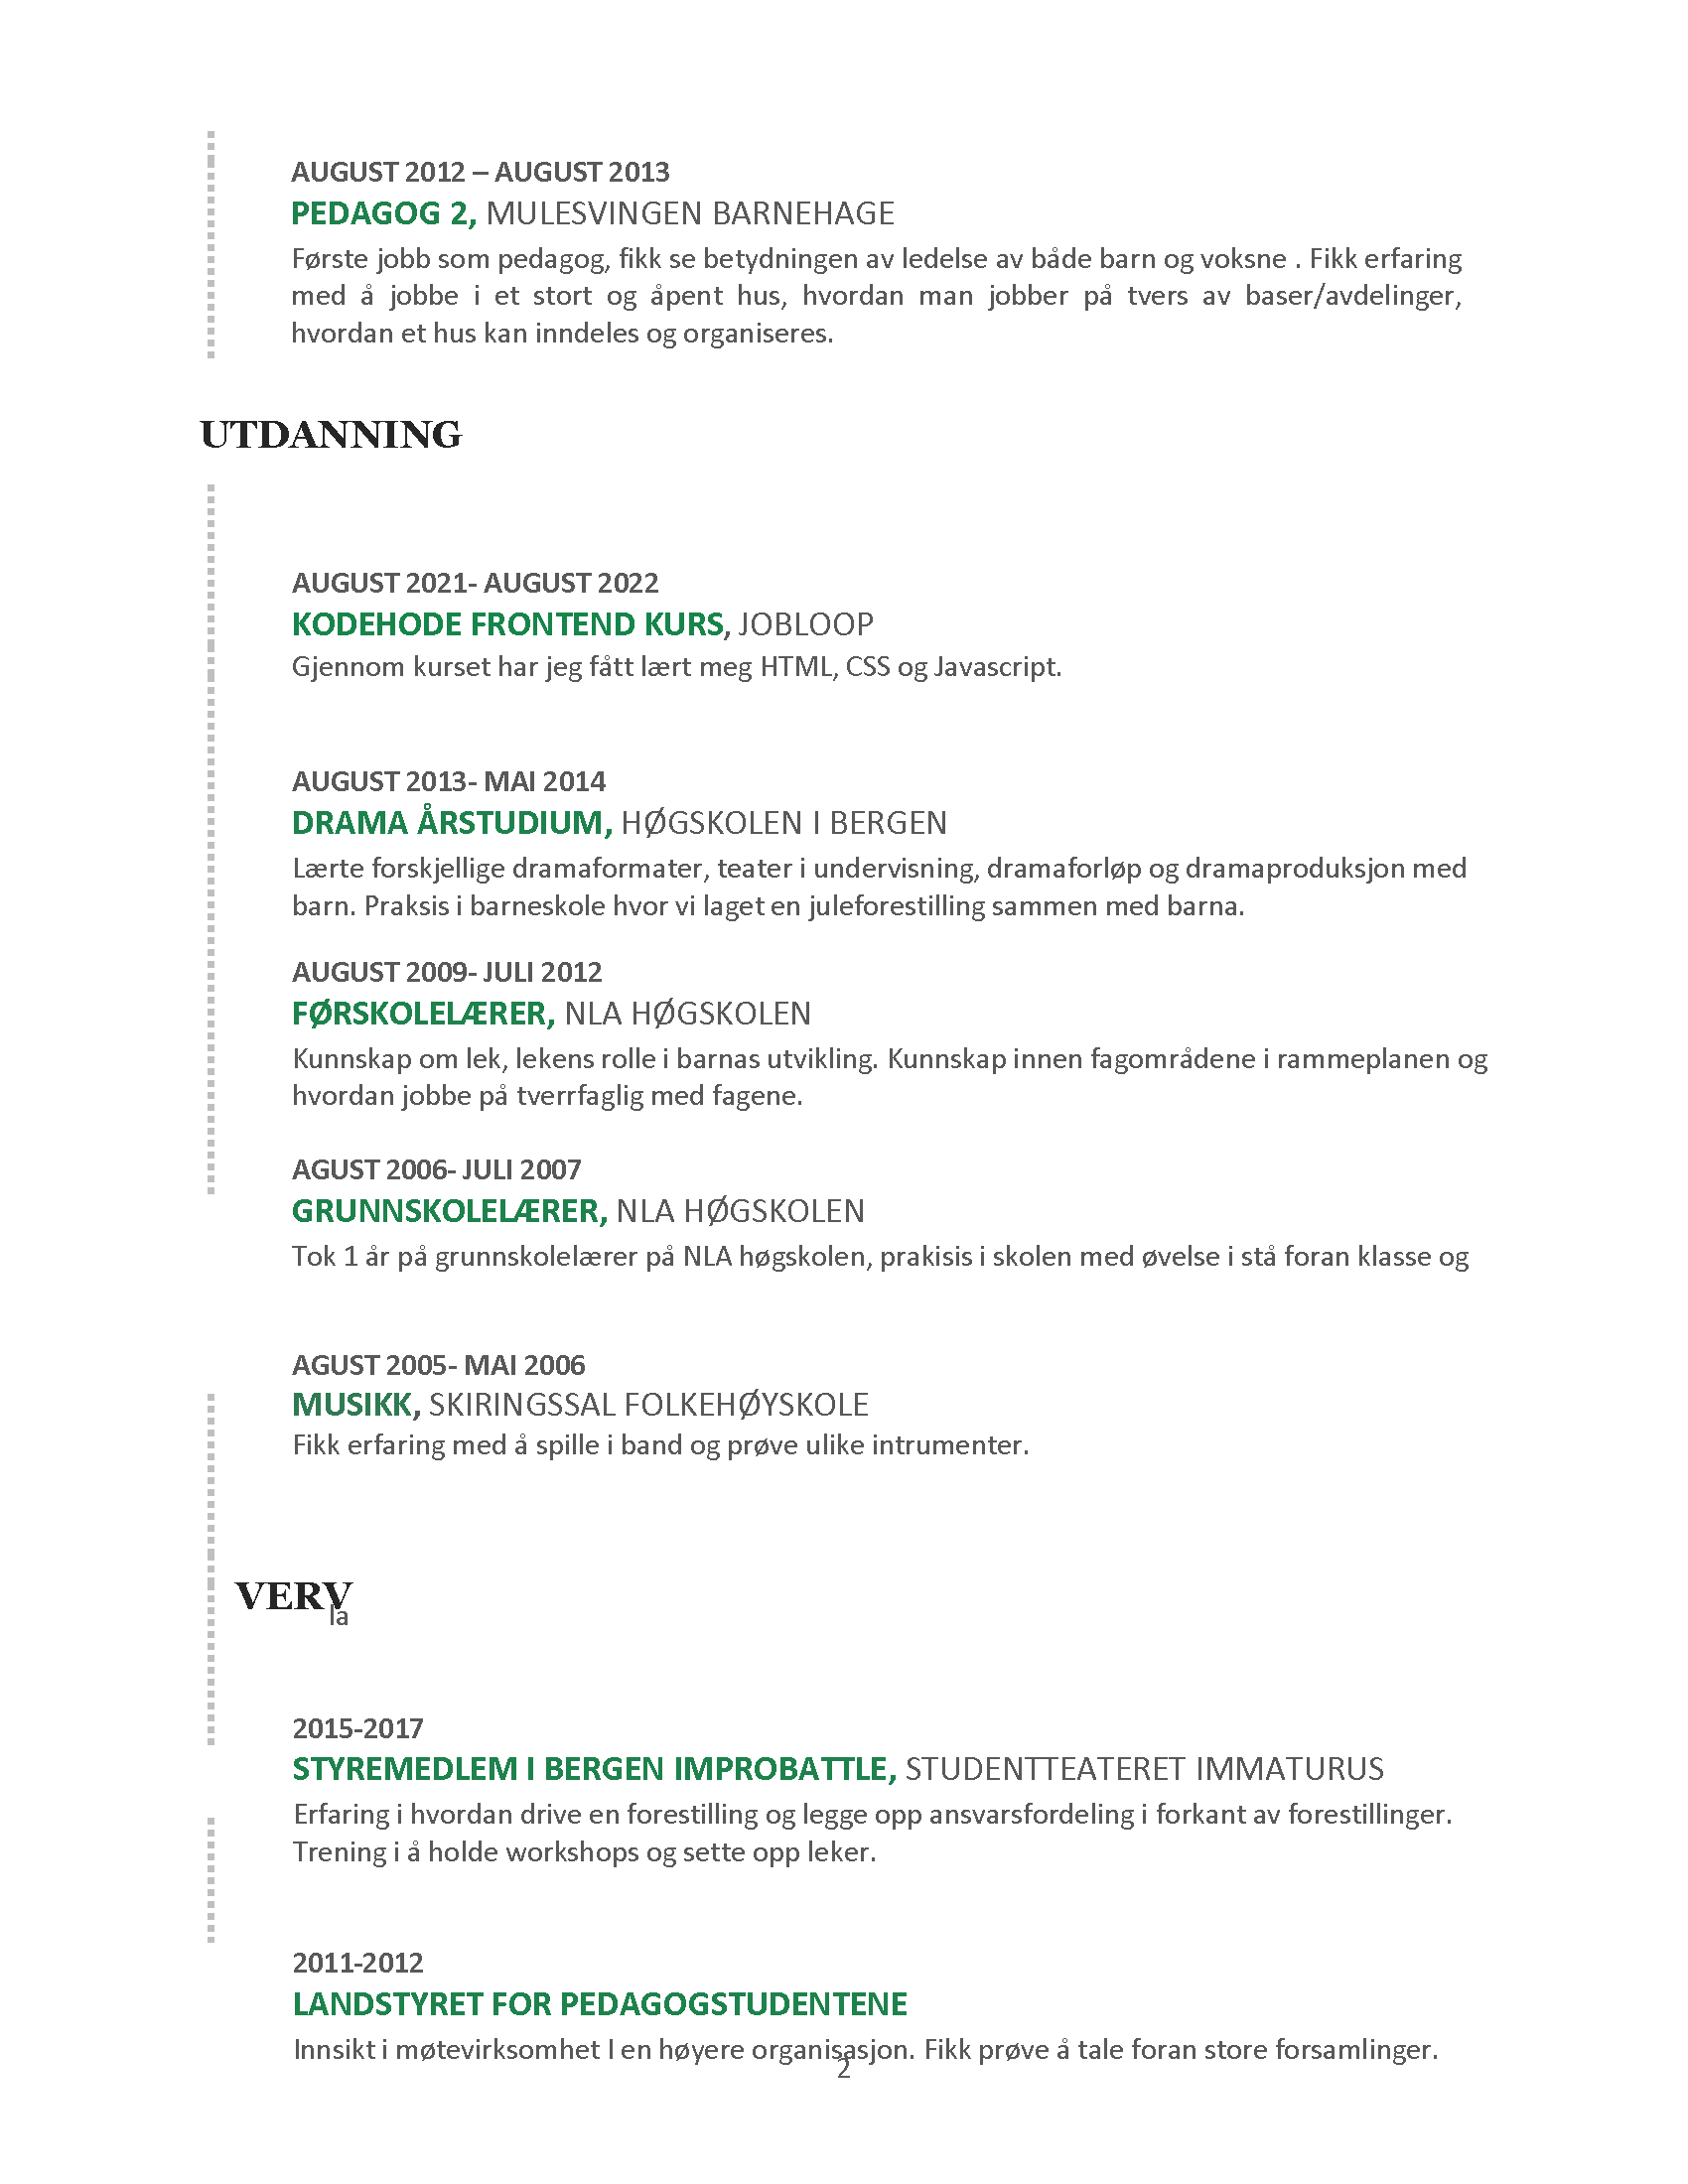 AUGUST 2012 – AUGUST 2013
PEDAGOG 2, MULESVINGEN BARNEHAGE
Første jobb som pedagog, fikk se betydningen av ledelse av både barn og voksne . Fikk erfaring
med å jobbe i et stort og åpent hus, hvordan man jobber på tvers av baser/avdelinger,
hvordan et hus kan inndeles og organiseres.
UTDANNING
AUGUST 2021- AUGUST 2022
KODEHODE FRONTEND KURS, JOBLOOP
Gjennom kurset har jeg fått lært meg HTML, CSS og Javascript.
AUGUST 2013- MAI 2014
DRAMA ÅRSTUDIUM, HØGSKOLEN I BERGEN
Lærte forskjellige dramaformater, teater i undervisning, dramaforløp og dramaproduksjon med
barn. Praksis i barneskole hvor vi laget en juleforestilling sammen med barna.
AUGUST 2009- JULI 2012
FØRSKOLELÆRER, NLA HØGSKOLEN
Kunnskap om lek, lekens rolle i barnas utvikling. Kunnskap innen fagområdene i rammeplanen og
hvordan jobbe på tverrfaglig med fagene.
AGUST 2006- JULI 2007
GRUNNSKOLELÆRER, NLA HØGSKOLEN
Tok 1 år på grunnskolelærer på NLA høgskolen, prakisis i skolen med øvelse i stå foran klasse og
AGUST 2005- MAI 2006
MUSIKK, SKIRINGSSAL FOLKEHØYSKOLE
Fikk erfaring med å spille i band og prøve ulike intrumenter.
VERV
la
2015-2017
STYREMEDLEM I BERGEN IMPROBATTLE, STUDENTTEATERET IMMATURUS
Erfaring i hvordan drive en forestilling og legge opp ansvarsfordeling i forkant av forestillinger.
Trening i å holde workshops og sette opp leker.
2011-2012
LANDSTYRET FOR PEDAGOGSTUDENTENE
Innsikt i møtevirksomhet I en høyere organisasjon. Fikk prøve å tale foran store forsamlinger.
2